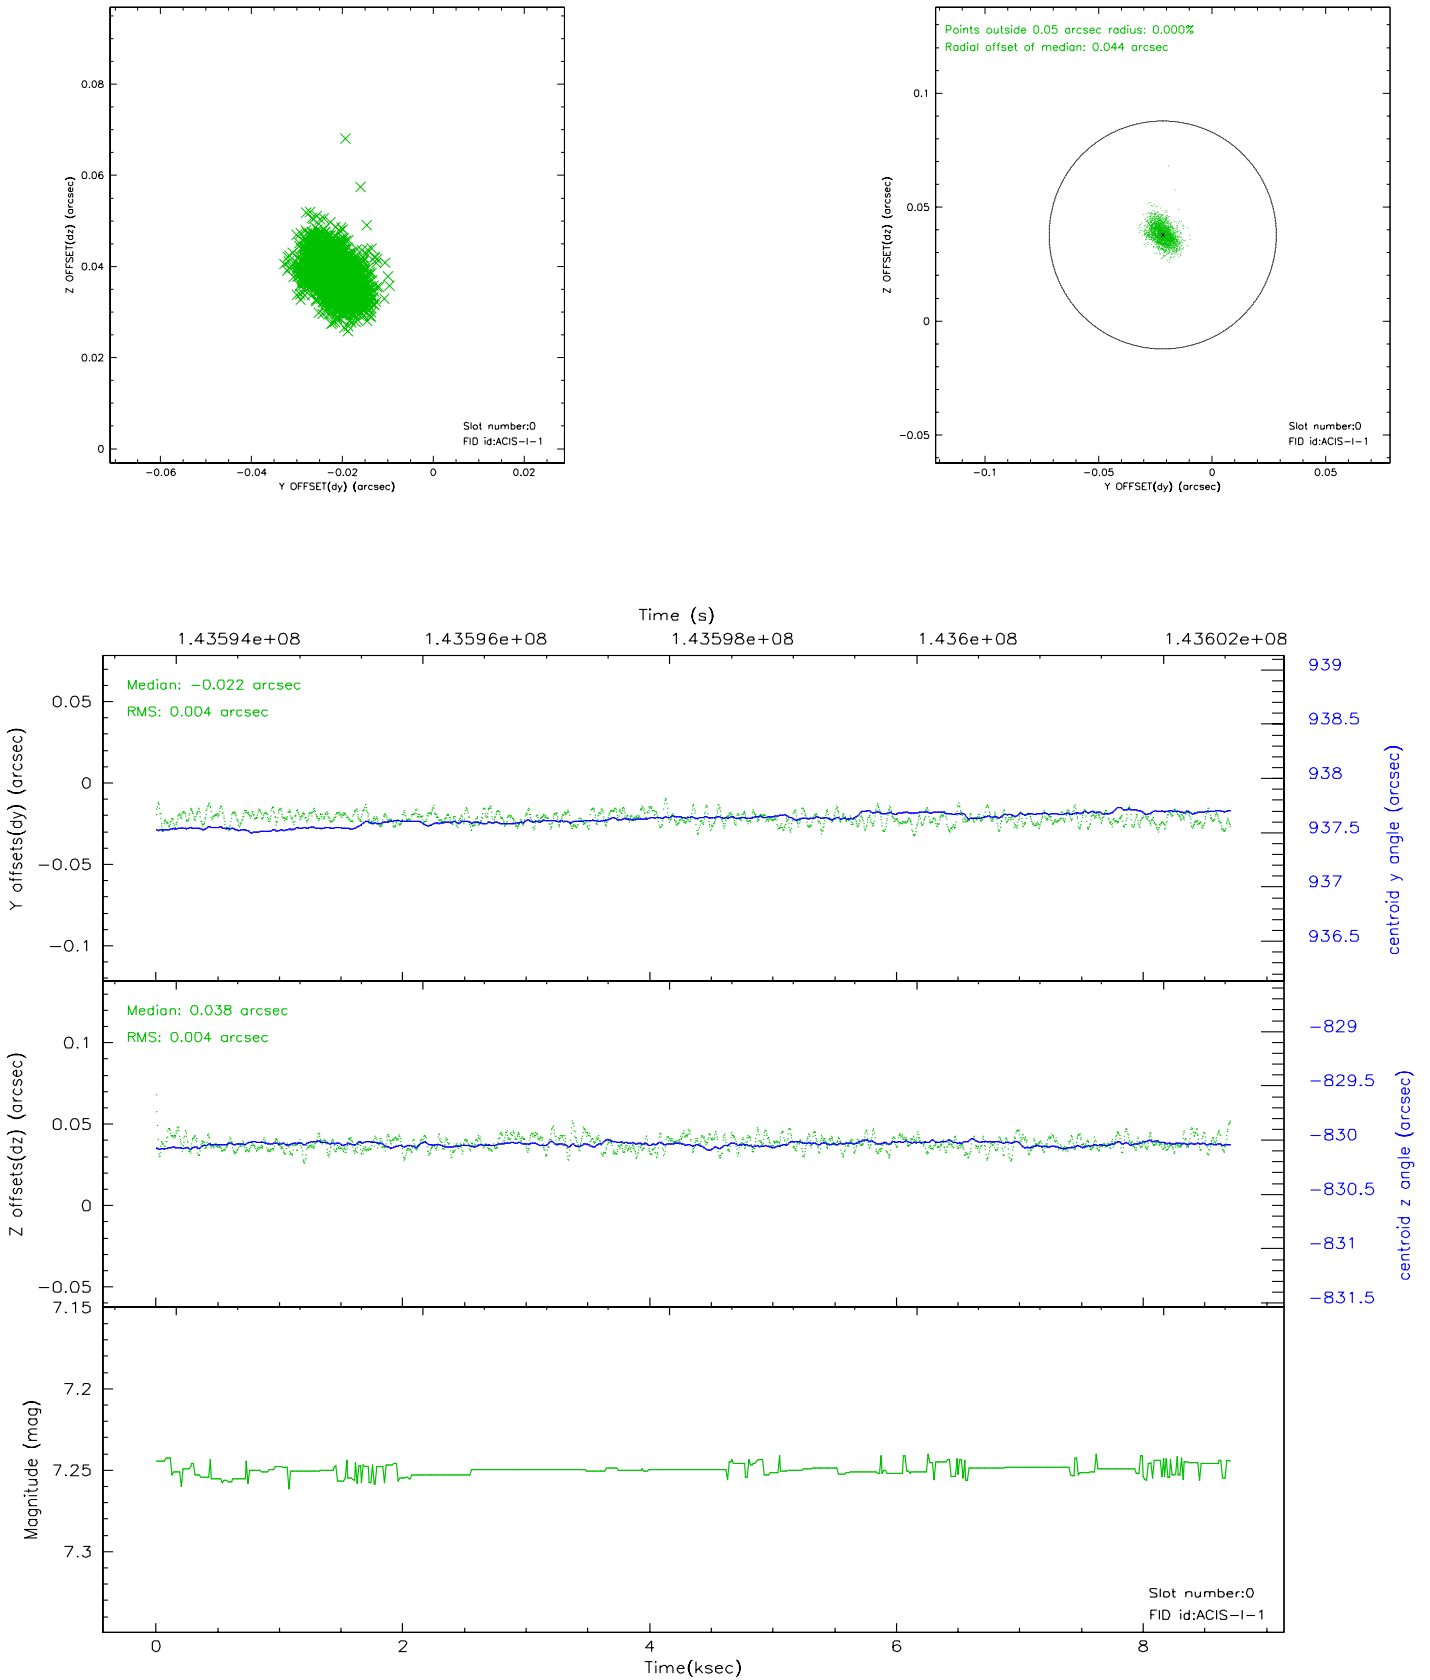 0.08
0.06
0.04
0.02
0
Z OFFSET(dz) (arcsec)
Slot number:0
FID id:ACIS-I-1
-0.06 -0.04 -0.02 0 0.02
Y OFFSET(dy) (arcsec)
Points outside 0.05 arcsec radius: 0.000%
Radial offset of median: 0.044 arcsec
0.1
0.05
0
-0.05
Z OFFSET(dz) (arcsec)
Slot number:0
FID id:ACIS-I-1
-0.1 -0.05 0 0.05
Y OFFSET(dy) (arcsec)
Time (s)
1.43594e+08 1.43596e+08 1.43598e+08 1.436e+08 1.43602e+08
Median: -0.022 arcsec
RMS: 0.004 arcsec
0.05
0
-0.05
-0.1
Y offsets(dy) (arcsec)
939
938.5
938
937.5
937
936.5
centroid y angle (arcsec)
Median: 0.038 arcsec
RMS: 0.004 arcsec
0.1
0.05
0
-0.05
Z offsets(dz) (arcsec)
-829
-829.5
-830
-830.5
-831
-831.5
centroid z angle (arcsec)
7.15
7.2
7.25
7.3
Magnitude (mag)
Slot number:0
FID id:ACIS-I-1
0 2 4 6 8
Time(ksec)